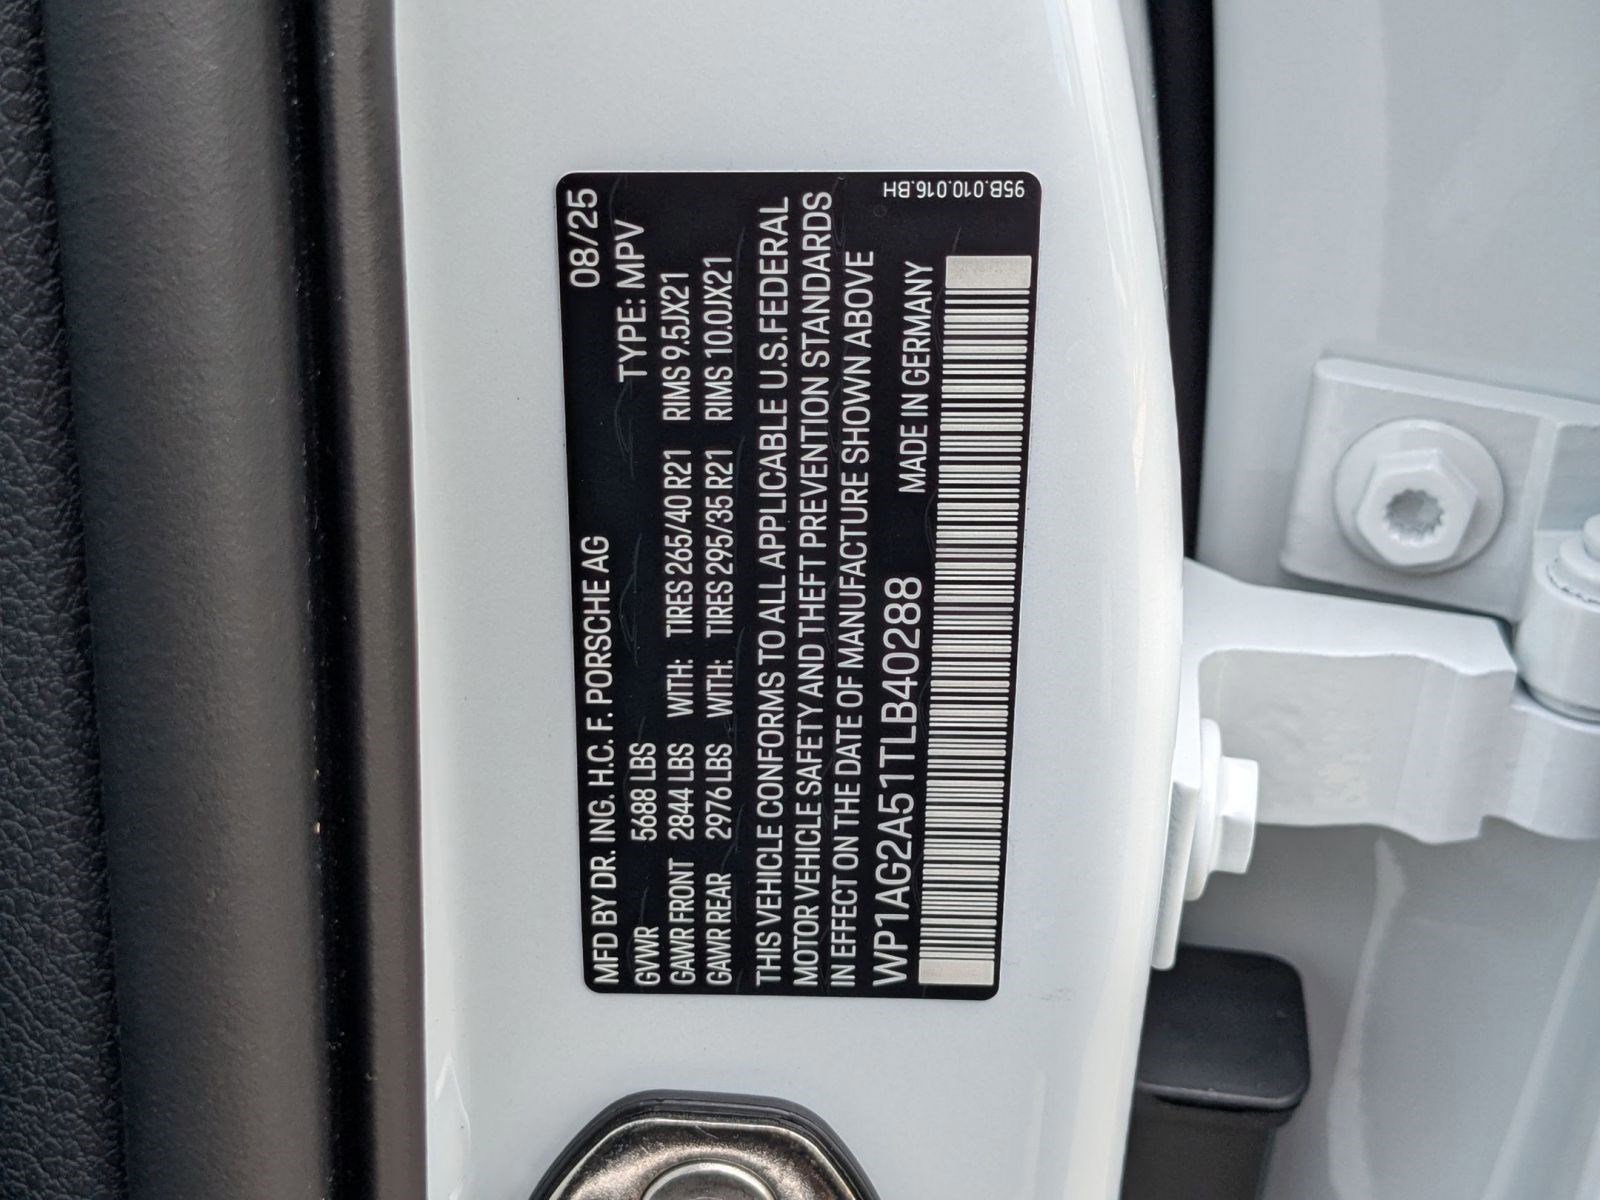 MFD BY DR. ING. H.C. F. PORSCHE AG 08/25
GVWR 5688 LBS TYPE: MPV
GAWR FRONT 2844 LBS WITH: TIRES 265/40 R21 RIMS 9.5JX21
GAWR REAR 2976 LBS WITH: TIRES 295/35 R21 RIMS 10.0JX21
THIS VEHICLE CONFORMS TO ALL APPLICABLE U.S. FEDERAL
MOTOR VEHICLE SAFETY AND THEFT PREVENTION STANDARDS
IN EFFECT ON THE DATE OF MANUFACTURE SHOWN ABOVE
WP1AG2A51TLB40288 MADE IN GERMANY
95B.010.016.BH